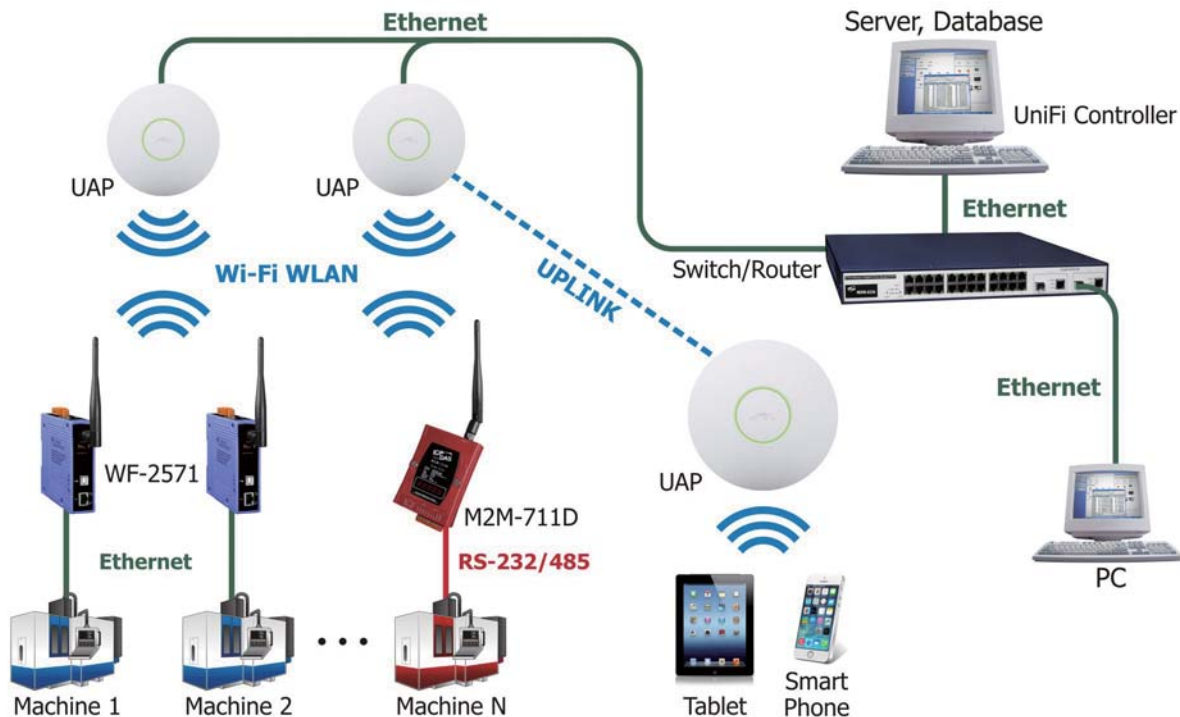 Ethernet
Server, Database
UniFi Controller
UAP
UAP
Ethernet
Wi-Fi WLAN
Switch/Router
UPLINK
Ethernet
WF-2571
UAP
M2M-711D
Ethernet
RS-232/485
PC
Machine 1
Machine 2
Machine N
Tablet
Smart
Phone